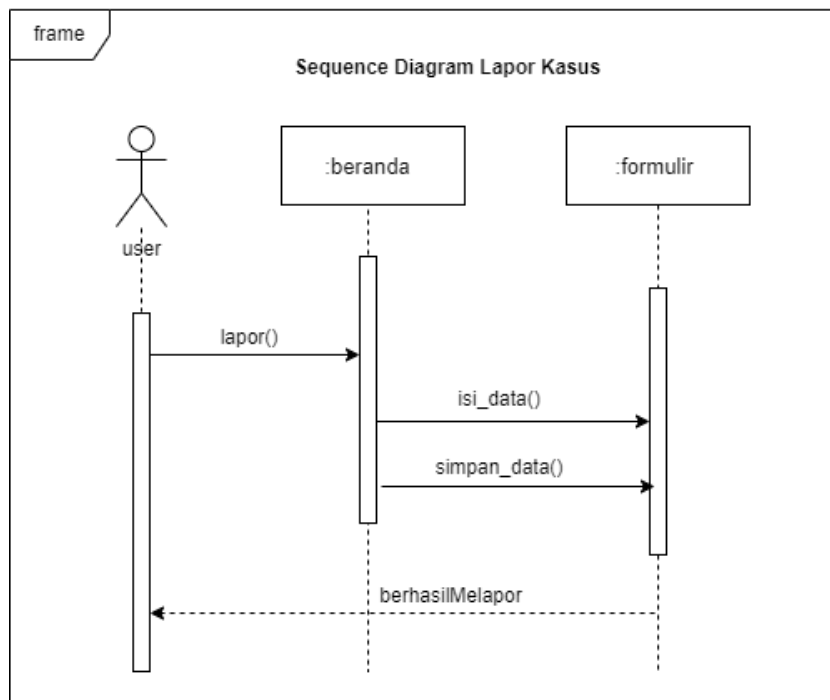 frame
Sequence Diagram Lapor Kasus
user
:beranda
:formulir
lapor()
isi_data()
simpan_data()
berhasilMelapor